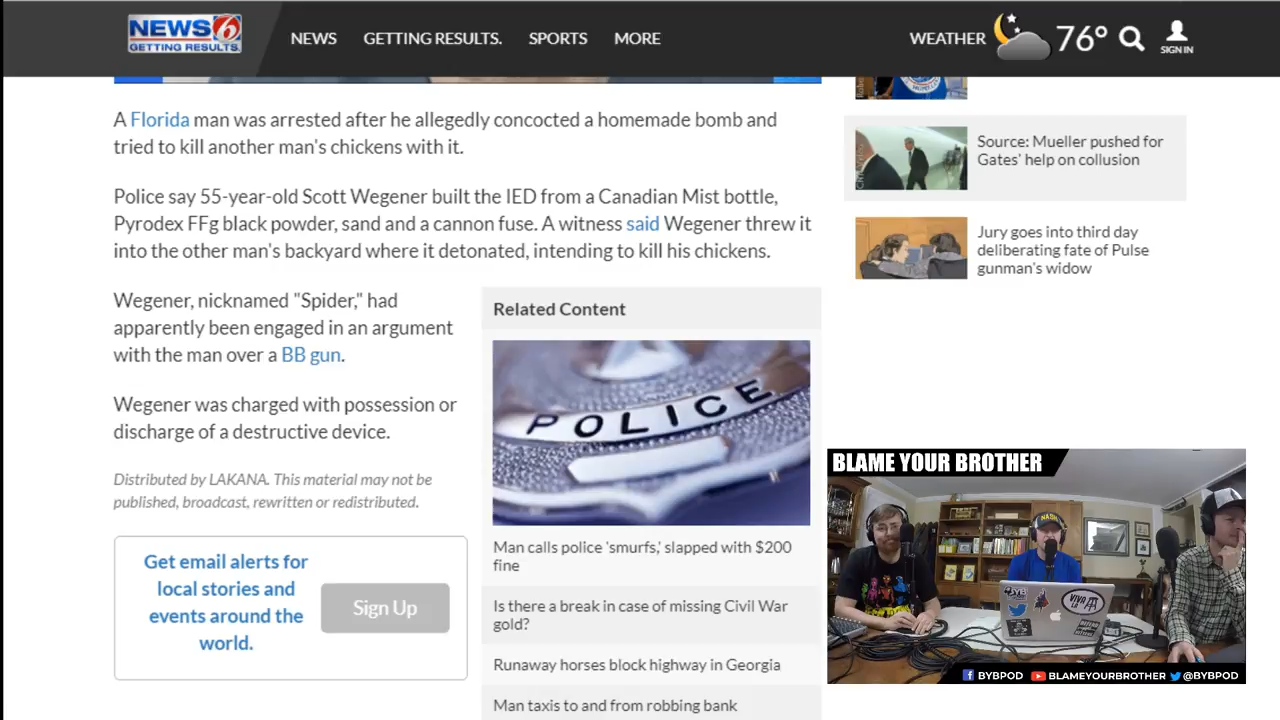 NEWS 6
GETTING RESULTS.
NEWS
GETTING RESULTS.
SPORTS
MORE
WEATHER
76°
SIGN IN
A Florida man was arrested after he allegedly concocted a homemade bomb and
tried to kill another man's chickens with it.
Police say 55-year-old Scott Wegener built the IED from a Canadian Mist bottle,
Pyrodex FFg black powder, sand and a cannon fuse. A witness said Wegener threw it
into the other man's backyard where it detonated, intending to kill his chickens.
Wegener, nicknamed "Spider," had
apparently been engaged in an argument
with the man over a BB gun.
Wegener was charged with possession or
discharge of a destructive device.
Distributed by LAKANA. This material may not be
published, broadcast, rewritten or redistributed.
Get email alerts for
local stories and
events around the
world.
Sign Up
Related Content
POLICE
Man calls police 'smurfs,' slapped with $200
fine
Is there a break in case of missing Civil War
gold?
Runaway horses block highway in Georgia
Man taxis to and from robbing bank
Source: Mueller pushed for
Gates' help on collusion
Jury goes into third day
deliberating fate of Pulse
gunman's widow
BLAME YOUR BROTHER
VIVA
LA
BYBPOD
BLAMEYOURBROTHER
@BYBPOD